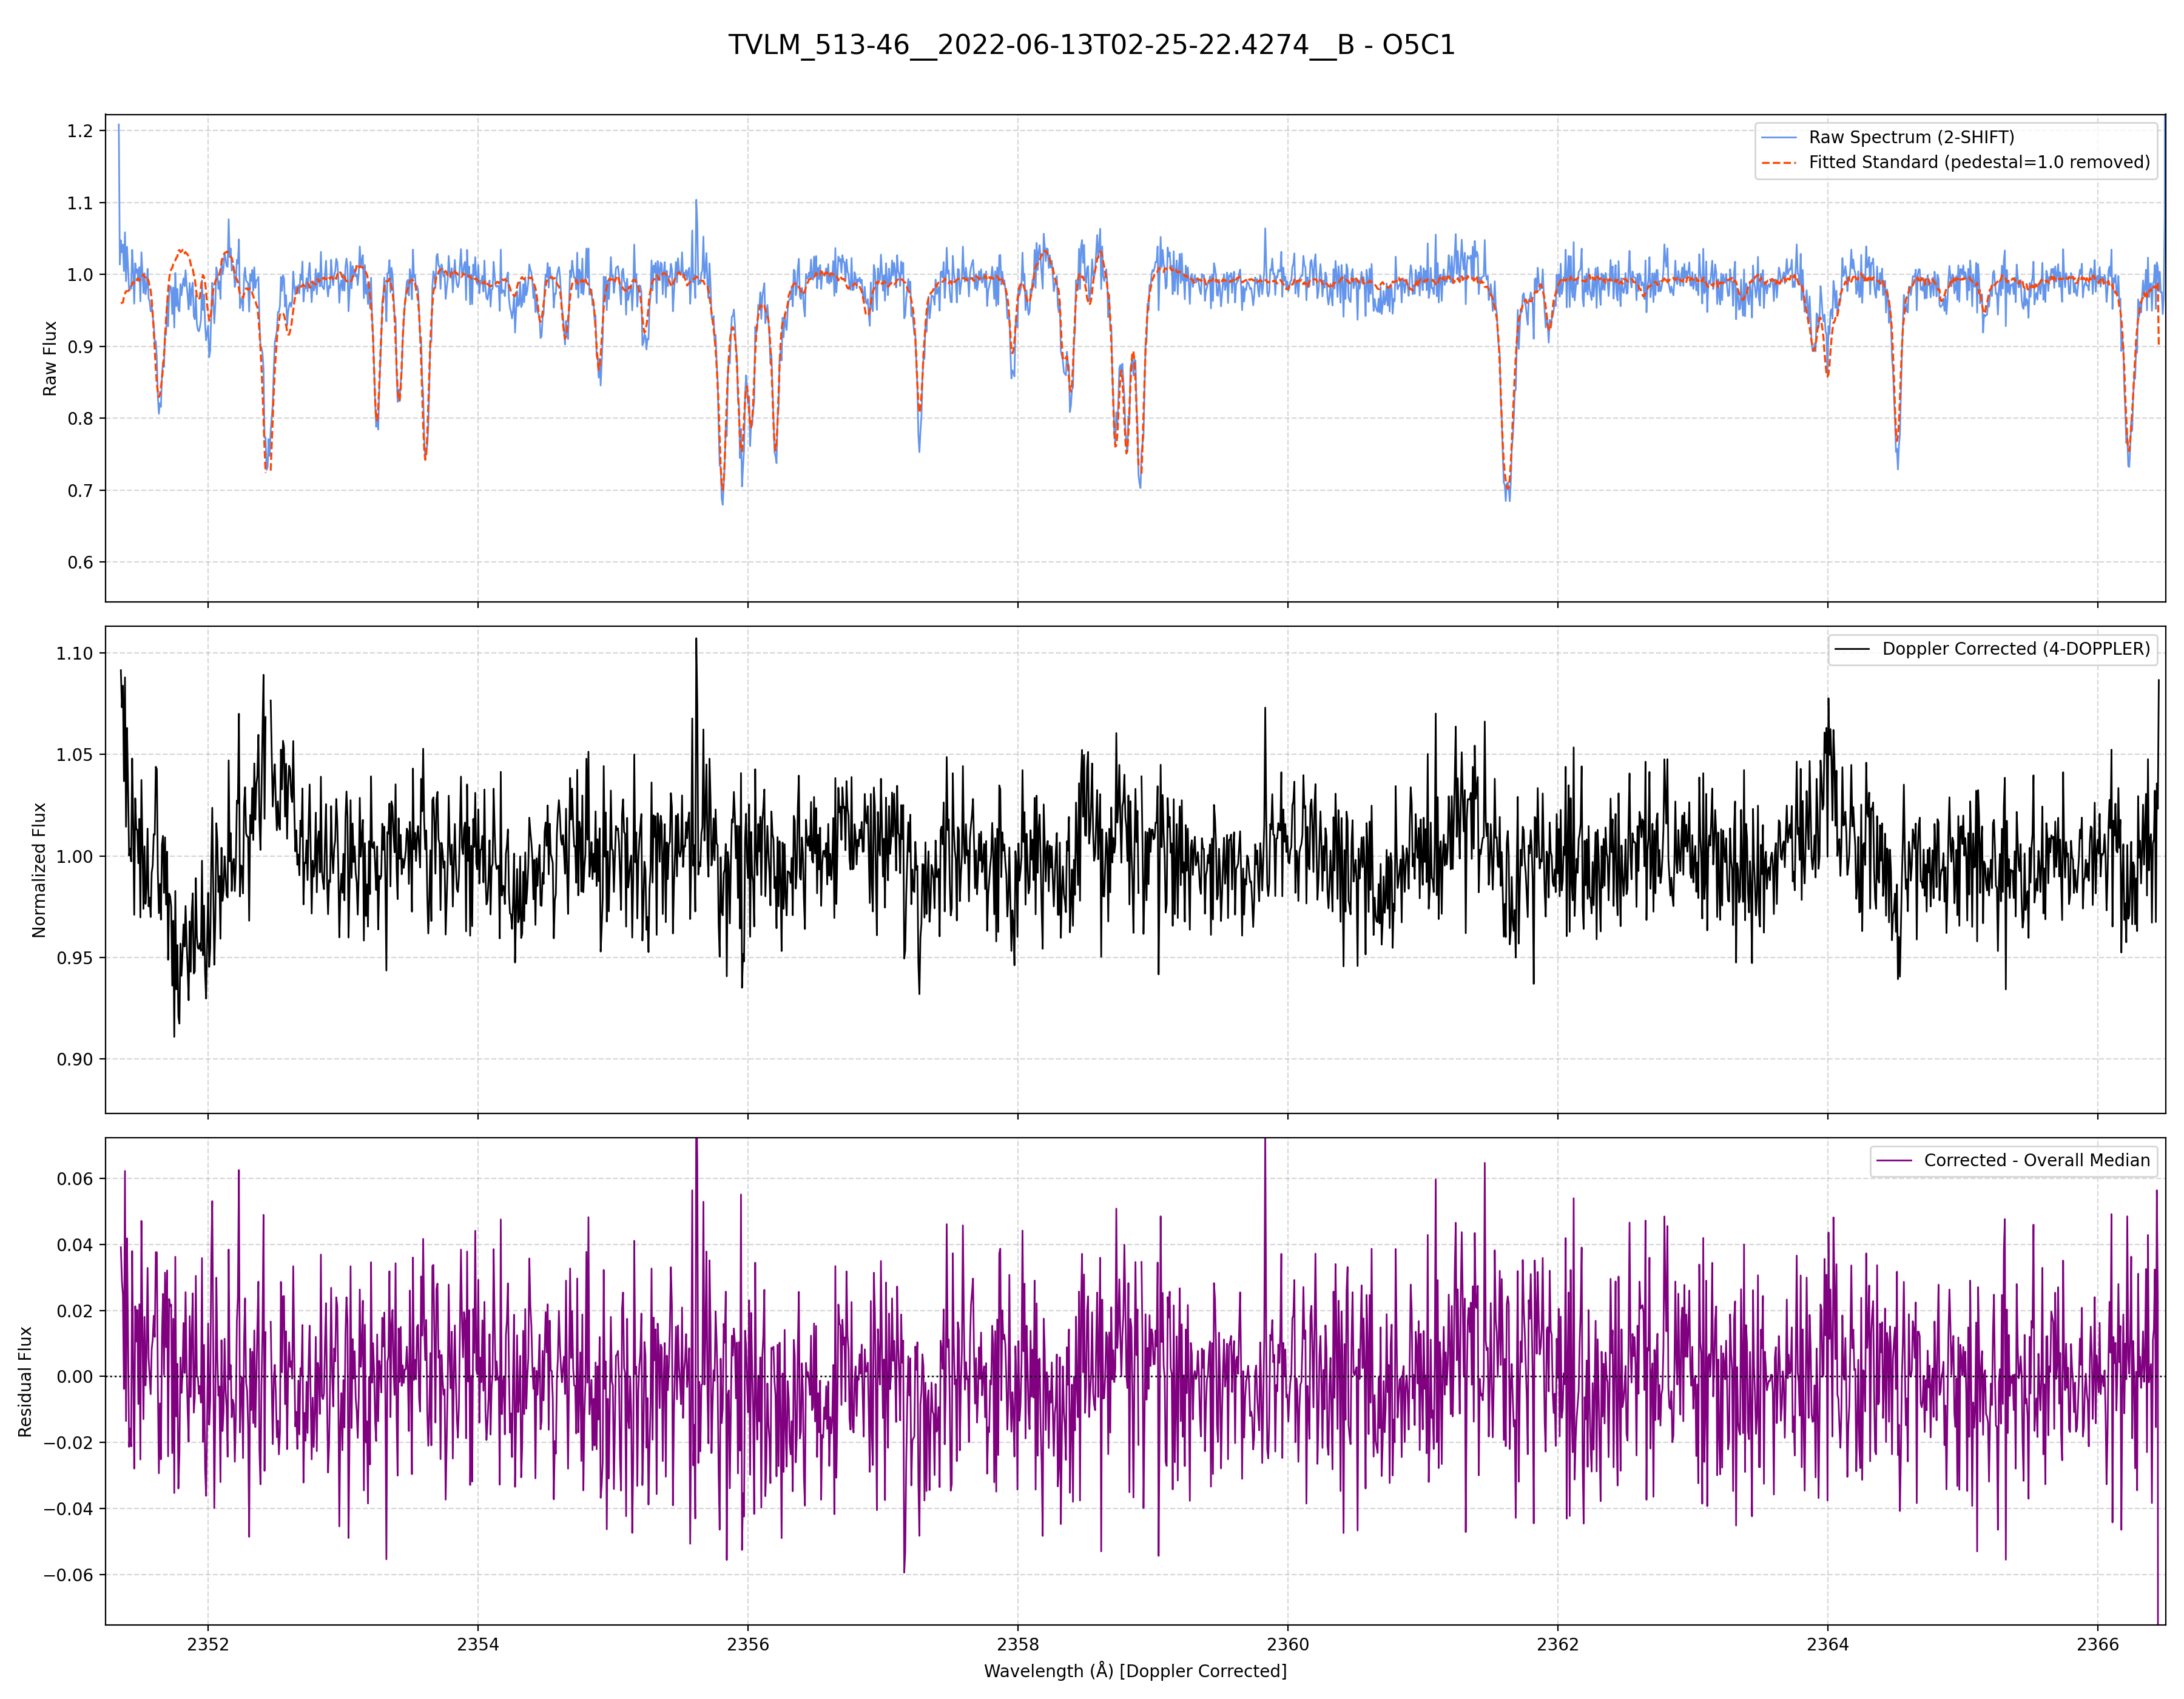 TVLM_513-46__2022-06-13T02-25-22.4274__B - O5C1
Raw Flux
1.2
1.1
1.0
0.9
0.8
0.7
0.6
Raw Spectrum (2-SHIFT)
Fitted Standard (pedestal=1.0 removed)
Normalized Flux
1.10
1.05
1.00
0.95
0.90
Doppler Corrected (4-DOPPLER)
Residual Flux
0.06
0.04
0.02
0.00
−0.02
−0.04
−0.06
Corrected - Overall Median
2352 2354 2356 2358 2360 2362 2364 2366
Wavelength (Å) [Doppler Corrected]